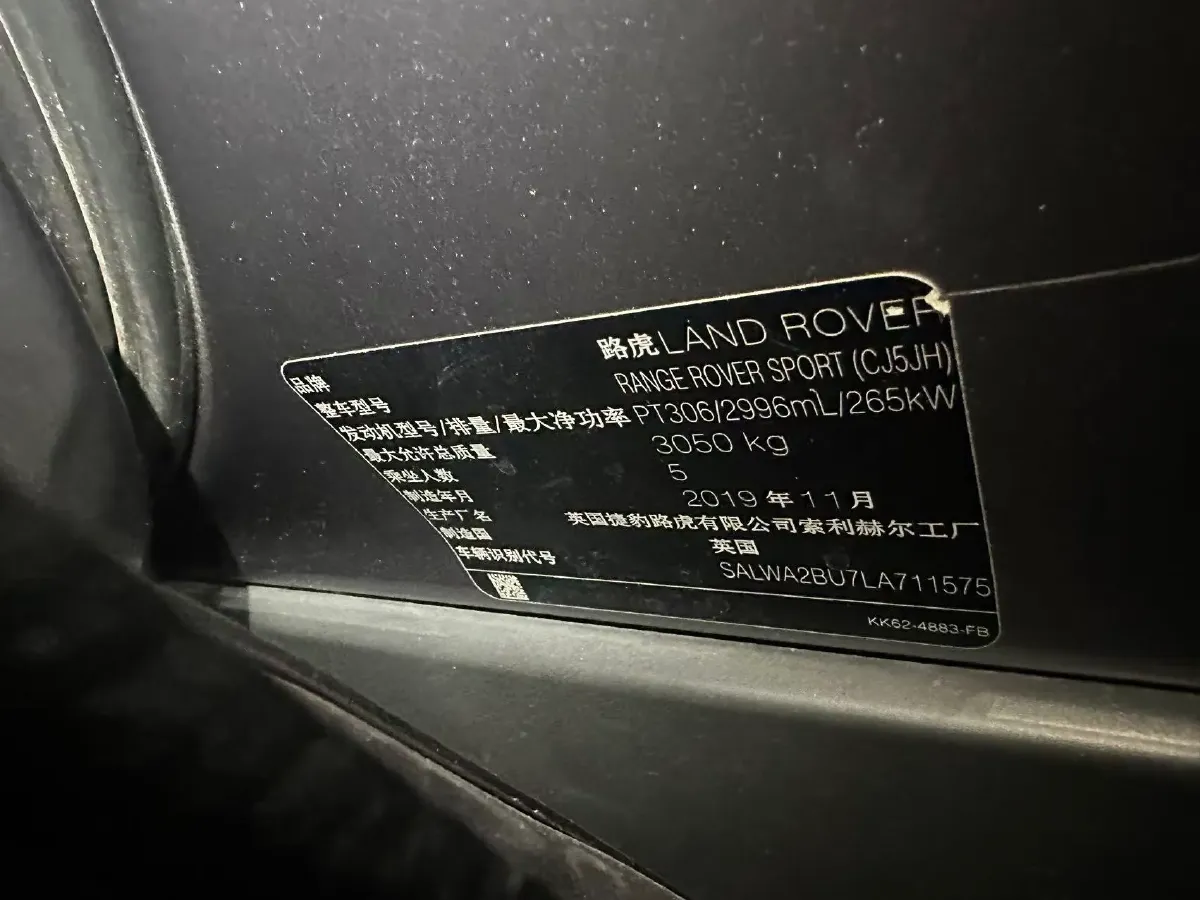 品牌 路虎LAND ROVER
整车型号 RANGE ROVER SPORT (CJ5JH)
发动机型号/排量/最大净功率 PT306/2996mL/265kW
最大允许总质量 3050 kg
乘坐人数 5
制造年月 2019 年 11 月
生产厂名 英国捷豹路虎有限公司索利赫尔工厂
制造国 英国
车辆识别代号 SALWA2BU7LA711575
KK62-4883-FB